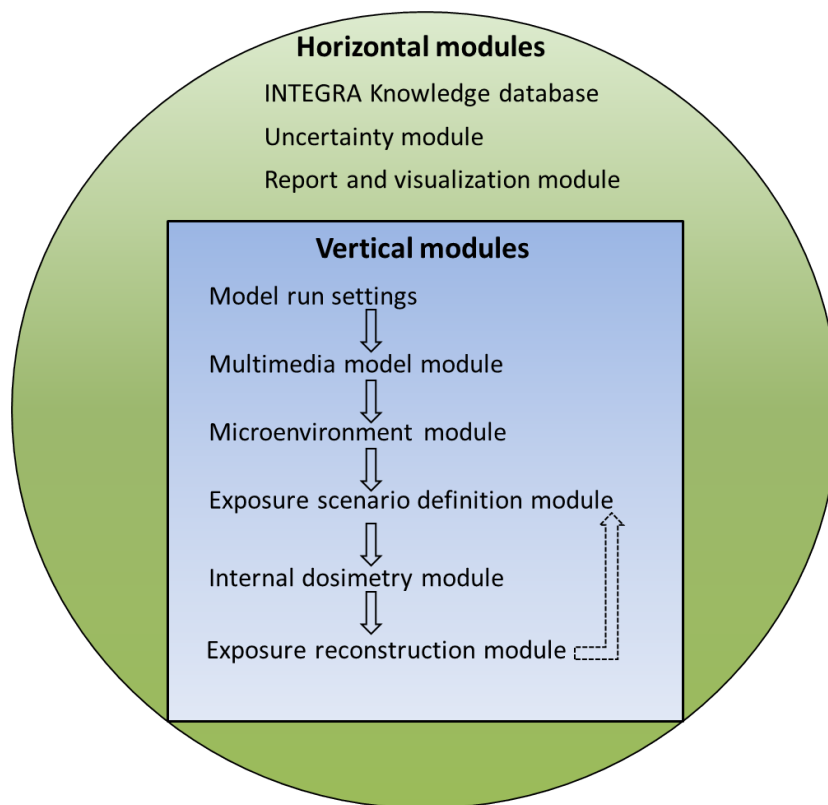 Horizontal modules
INTEGRA Knowledge database
Uncertainty module
Report and visualization module
Vertical modules
Model run settings
Multimedia model module
Microenvironment module
Exposure scenario definition module
Internal dosimetry module
Exposure reconstruction module